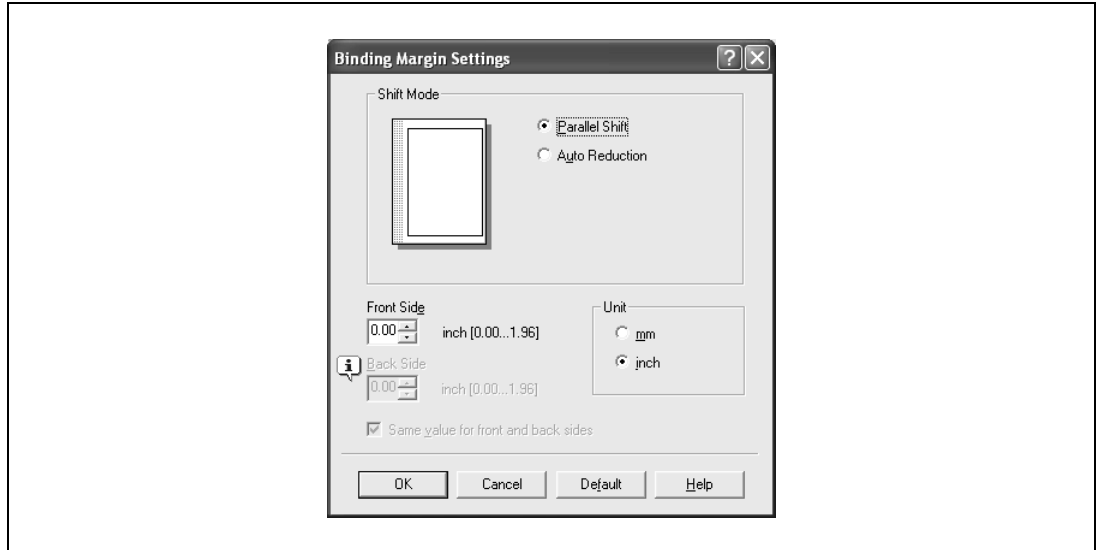 Binding Margin Settings
Shift Mode
Parallel Shift
Auto Reduction
Front Side
0.00 inch [0.00...1.96]
Unit
mm
inch
Back Side
0.00 inch [0.00...1.96]
Same value for front and back sides
OK Cancel Default Help